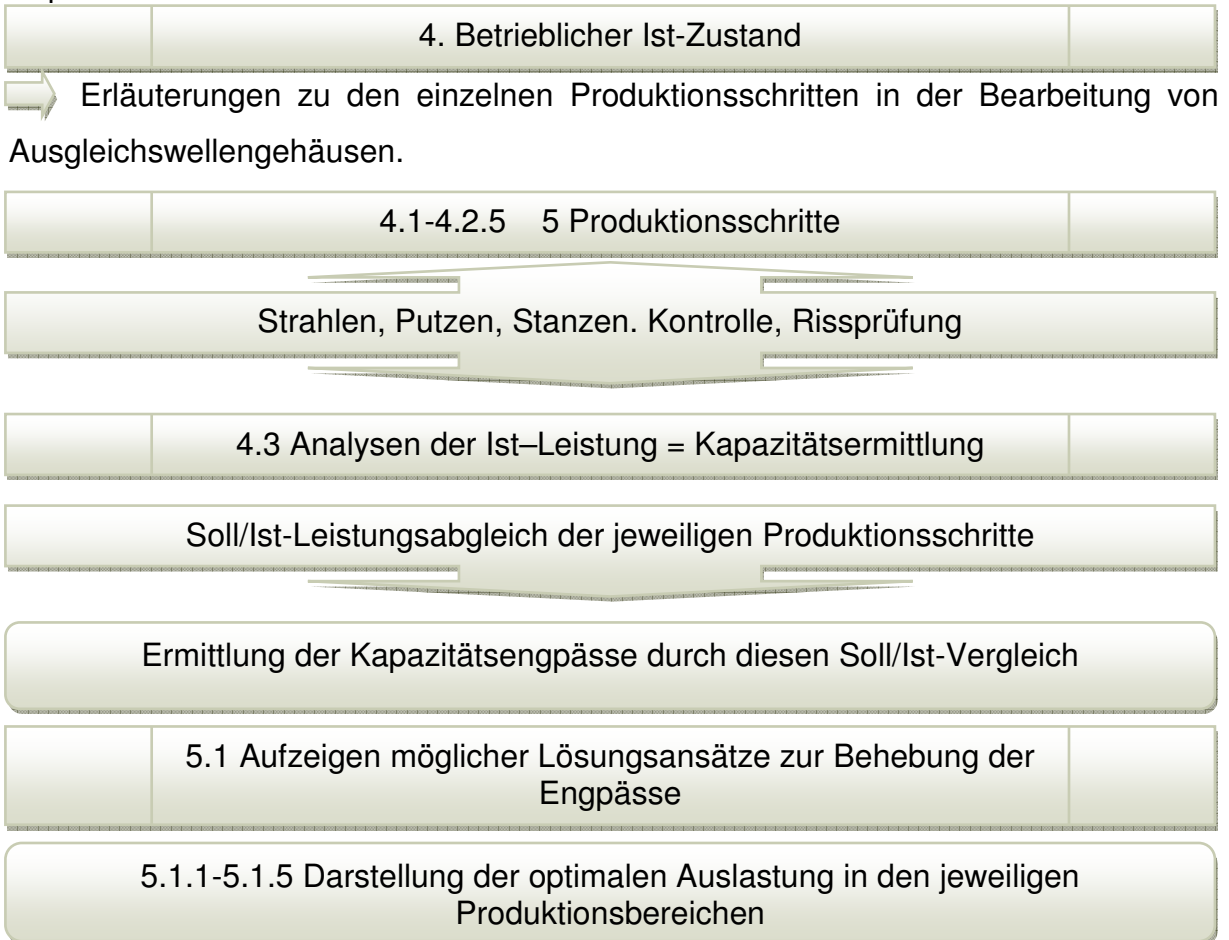 4. Betrieblicher Ist-Zustand
Erläuterungen zu den einzelnen Produktionsschritten in der Bearbeitung von
Ausgleichswellengehäusen.
4.1-4.2.5 5 Produktionsschritte
Strahlen, Putzen, Stanzen. Kontrolle, Rissprüfung
4.3 Analysen der Ist–Leistung = Kapazitätsermittlung
Soll/Ist-Leistungsabgleich der jeweiligen Produktionsschritte
Ermittlung der Kapazitätsengpässe durch diesen Soll/Ist-Vergleich
5.1 Aufzeigen möglicher Lösungsansätze zur Behebung der
Engpässe
5.1.1-5.1.5 Darstellung der optimalen Auslastung in den jeweiligen
Produktionsbereichen